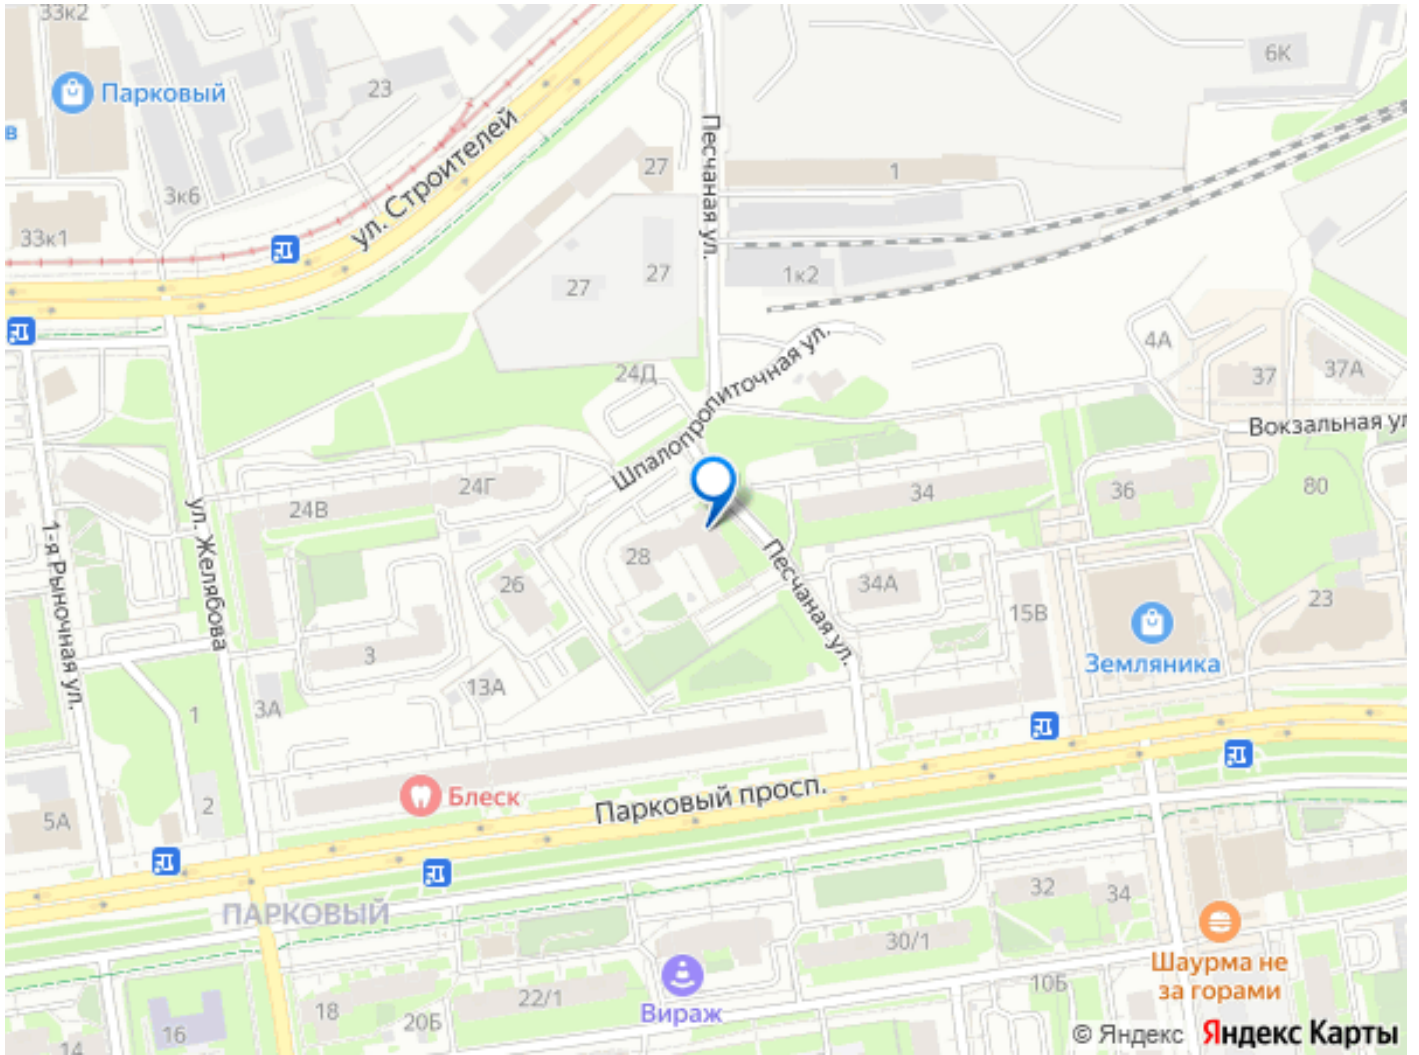 33к2
6К
Парковый
23
в
Песчаная ул.
ул. Строителей
27
1
3к6
33к1
27
27
1к2
Шпалопропиточная ул.
4А
24Д
37
37А
Вокзальная ул
24Г
34
36
80
24В
1-я Рыночная ул.
ул. Желябова
28
26
Песчаная ул.
34А
15В
23
Земляника
3
13А
3А
1
Блеск
Парковый просп.
2
5А
ПАРКОВЫЙ
32
34
30/1
Шаурма не
за горами
10Б
22/1
18
20Б
Вираж
16
14
© Яндекс Яндекс Карты